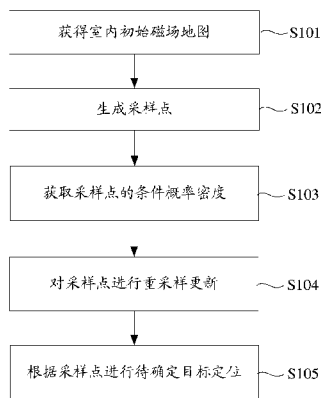 获得室内初始磁场地图 S101
生成采样点 S102
获取采样点的条件概率密度 S103
对采样点进行重采样更新 S104
根据采样点进行待确定目标定位 S105